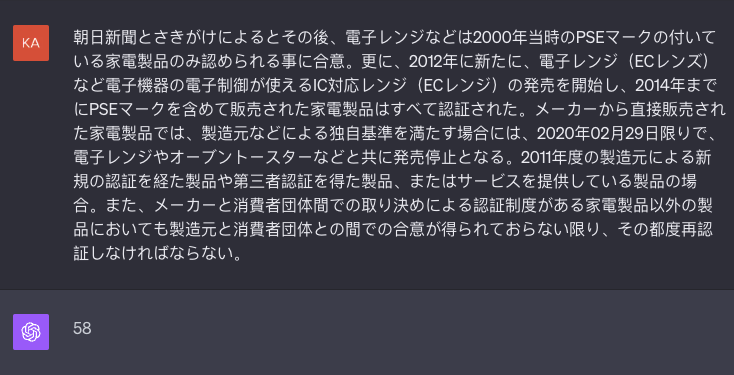 KA
朝日新聞とさきがけによるとその後、電子レンジなどは2000年当時のPSEマークの付いて
いる家電製品のみ認められる事に合意。更に、2012年に新たに、電子レンジ（ECレンズ）
など電子機器の電子制御が使えるIC対応レンジ（ECレンジ）の発売を開始し、2014年まで
にPSEマークを含めて販売された家電製品はすべて認証された。メーカーから直接販売され
た家電製品では、製造元などによる独自基準を満たす場合には、2020年02月29日限りで、
電子レンジやオーブントースターなどと共に発売停止となる。2011年度の製造元による新
規の認証を経た製品や第三者認証を得た製品、またはサービスを提供している製品の場
合。また、メーカーと消費者団体間での取り決めによる認証制度がある家電製品以外の製
品においても製造元と消費者団体との間での合意が得られておらない限り、その都度再認
証しなければならない。
58